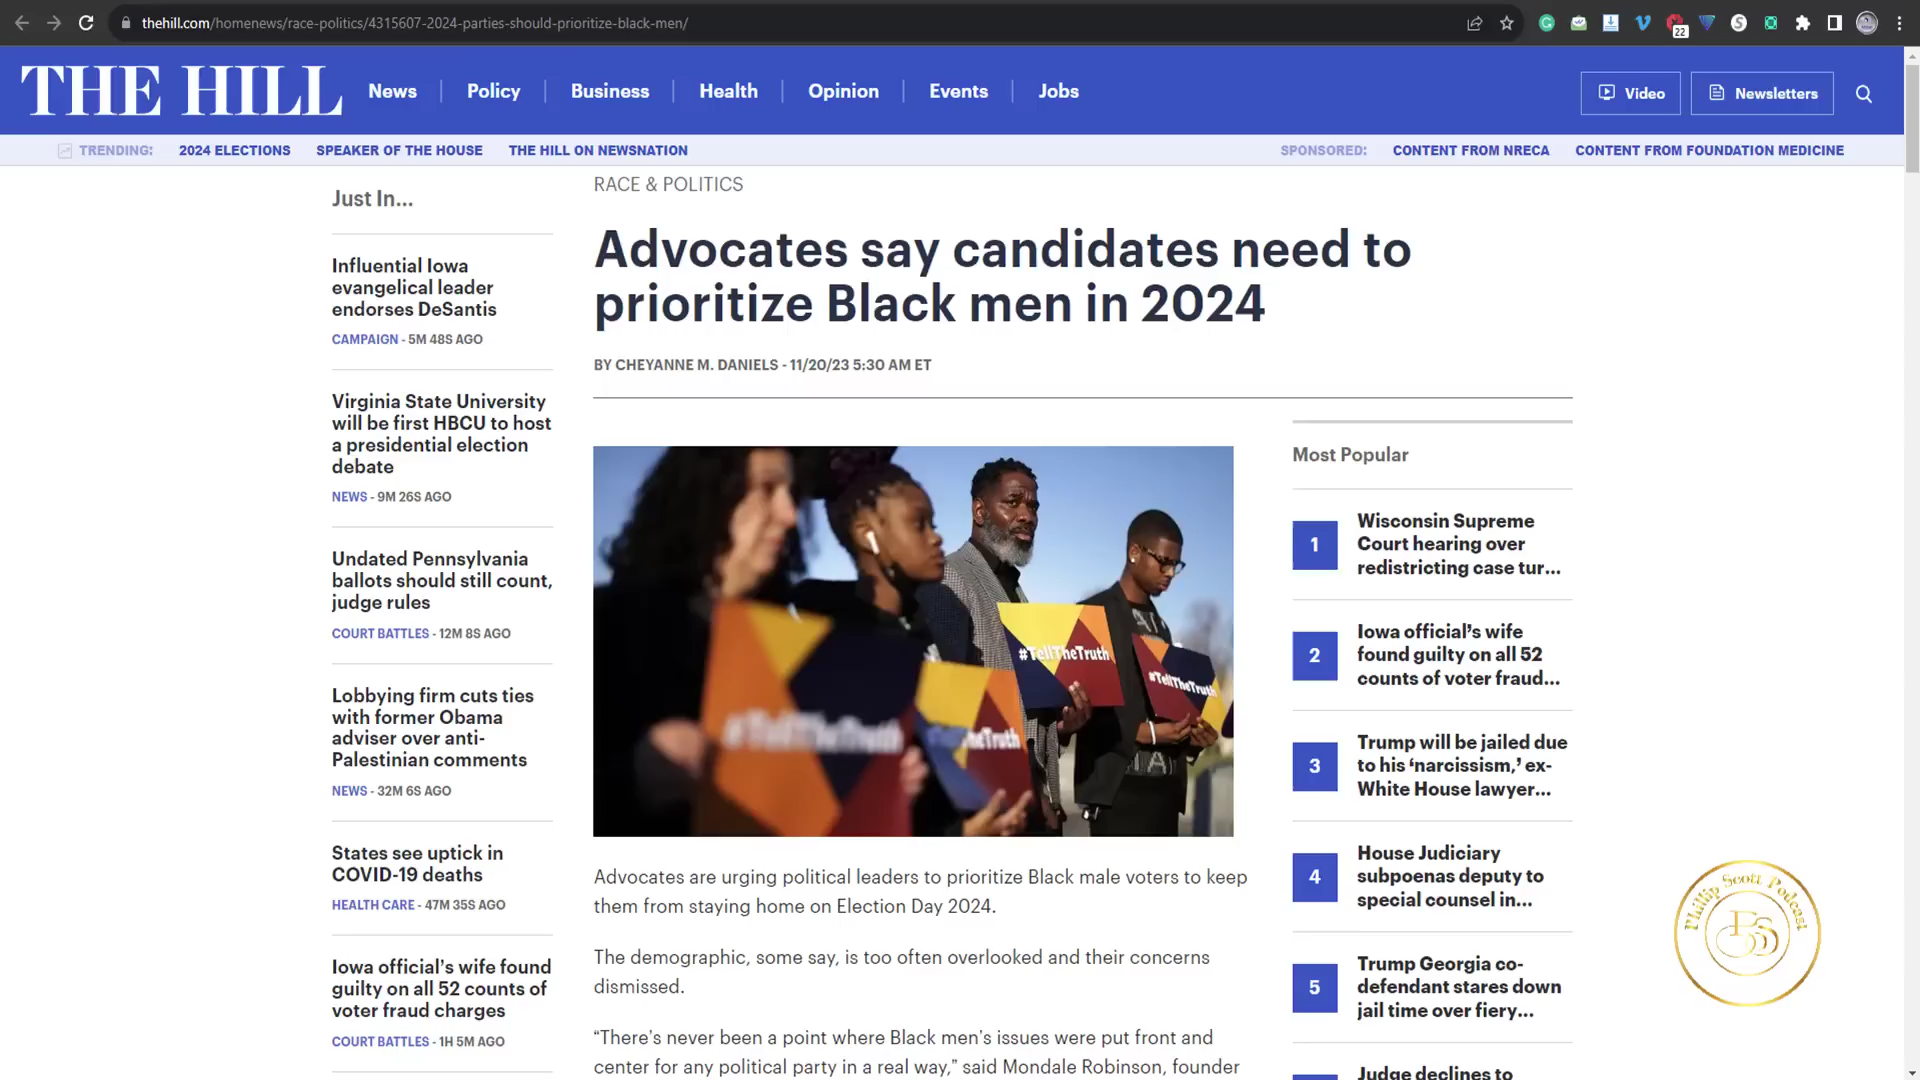 thehill.com/homenews/race-politics/4315607-2024-parties-should-prioritize-black-men/
22
THE HILL
News
Policy
Business
Health
Opinion
Events
Jobs
Video
Newsletters
TRENDING:
2024 ELECTIONS
SPEAKER OF THE HOUSE
THE HILL ON NEWSNATION
SPONSORED:
CONTENT FROM NRECA
CONTENT FROM FOUNDATION MEDICINE
Just In...
Influential Iowa
evangelical leader
endorses DeSantis
CAMPAIGN - 5M 48S AGO
Virginia State University
will be first HBCU to host
a presidential election
debate
NEWS - 9M 26S AGO
Undated Pennsylvania
ballots should still count,
judge rules
COURT BATTLES - 12M 8S AGO
Lobbying firm cuts ties
with former Obama
adviser over anti-
Palestinian comments
NEWS - 32M 6S AGO
States see uptick in
COVID-19 deaths
HEALTH CARE - 47M 35S AGO
Iowa official’s wife found
guilty on all 52 counts of
voter fraud charges
COURT BATTLES - 1H 5M AGO
RACE & POLITICS
Advocates say candidates need to
prioritize Black men in 2024
BY CHEYANNE M. DANIELS - 11/20/23 5:30 AM ET
#TellTheTruth
TheTruth
#TellTheTruth
#TellTheTruth
Advocates are urging political leaders to prioritize Black male voters to keep
them from staying home on Election Day 2024.
The demographic, some say, is too often overlooked and their concerns
dismissed.
“There’s never been a point where Black men’s issues were put front and
center for any political party in a real way,” said Mondale Robinson, founder
Most Popular
1
Wisconsin Supreme
Court hearing over
redistricting case tur...
2
Iowa official’s wife
found guilty on all 52
counts of voter fraud...
3
Trump will be jailed due
to his ‘narcissism,’ ex-
White House lawyer...
4
House Judiciary
subpoenas deputy to
special counsel in...
5
Trump Georgia co-
defendant stares down
jail time over fiery...
Judge declines to
Phillip Scott Podcast
PSP